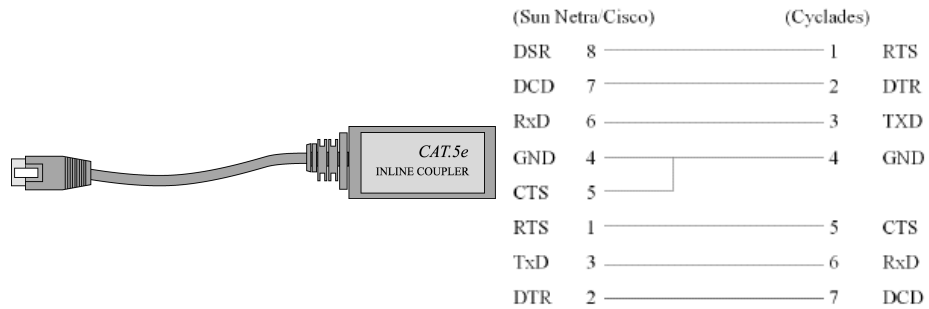 (Sun Netra/Cisco) (Cyclades)
DSR 8 1 RTS
DCD 7 2 DTR
RxD 6 3 TXD
GND 4 4 GND
CTS 5
RTS 1 5 CTS
TxD 3 6 RxD
DTR 2 7 DCD
CAT.5e
INLINE COUPLER